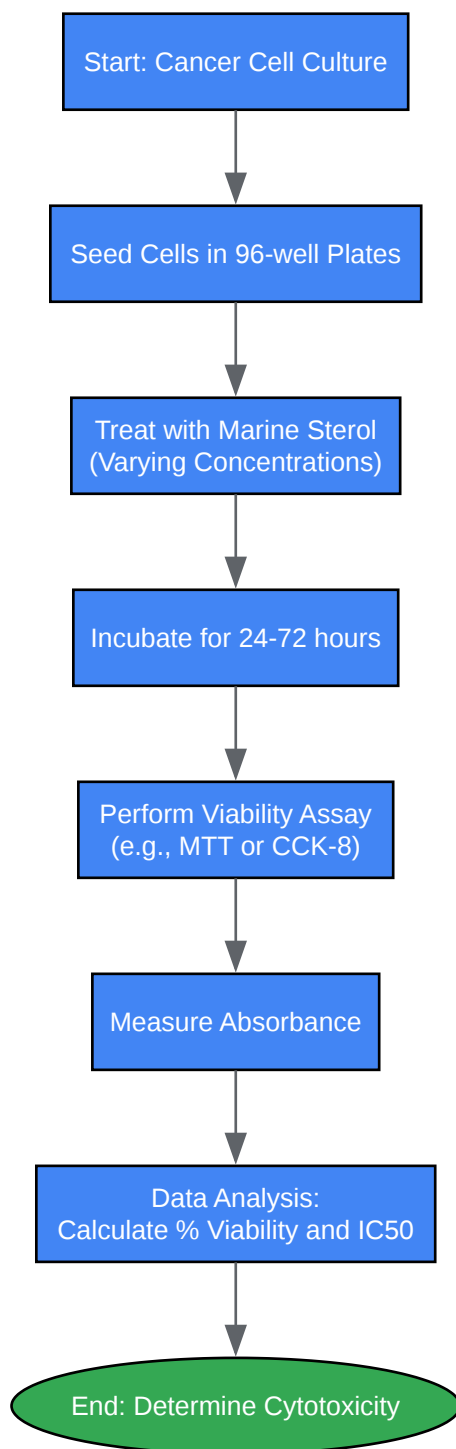 Start: Cancer Cell Culture
Seed Cells in 96-well Plates
Treat with Marine Sterol
(Varying Concentrations)
Incubate for 24-72 hours
Perform Viability Assay
(e.g., MTT or CCK-8)
Measure Absorbance
Data Analysis:
Calculate % Viability and IC50
End: Determine Cytotoxicity